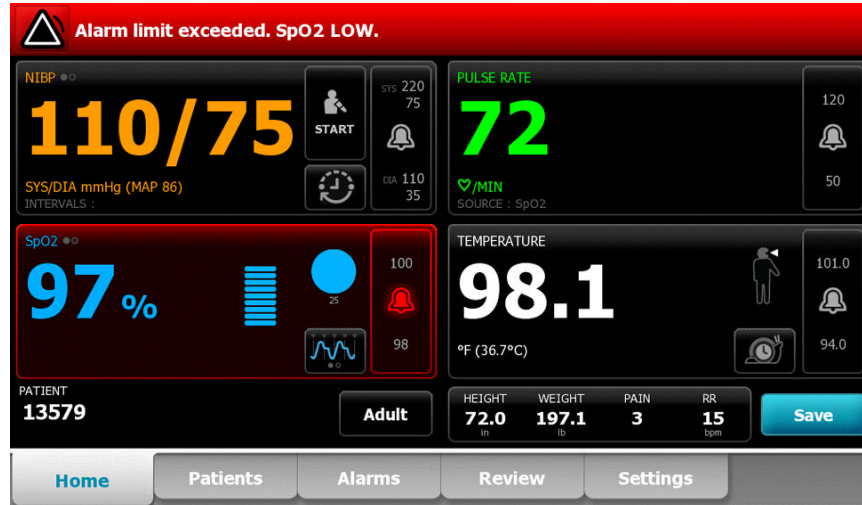 Alarm limit exceeded. SpO2 LOW.
NIBP
110/75
START
SYS 220
75
SYS/DIA mmHg (MAP 86)
INTERVALS :
DIA 110
35
PULSE RATE
72
120
/MIN
50
SOURCE : SpO2
SpO2
97%
25
100
98
TEMPERATURE
98.1
101.0
°F (36.7°C)
94.0
PATIENT
13579
Adult
HEIGHT WEIGHT PAIN RR
72.0 197.1 3 15
in lb bpm
Save
Home Patients Alarms Review Settings